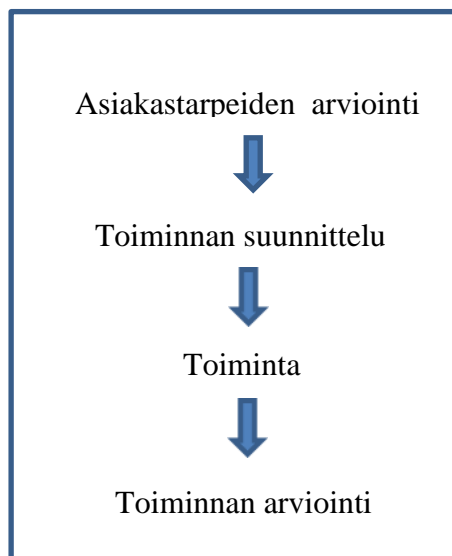 Asiakastarpeiden arviointi
Toiminnan suunnittelu
Toiminta
Toiminnan arviointi